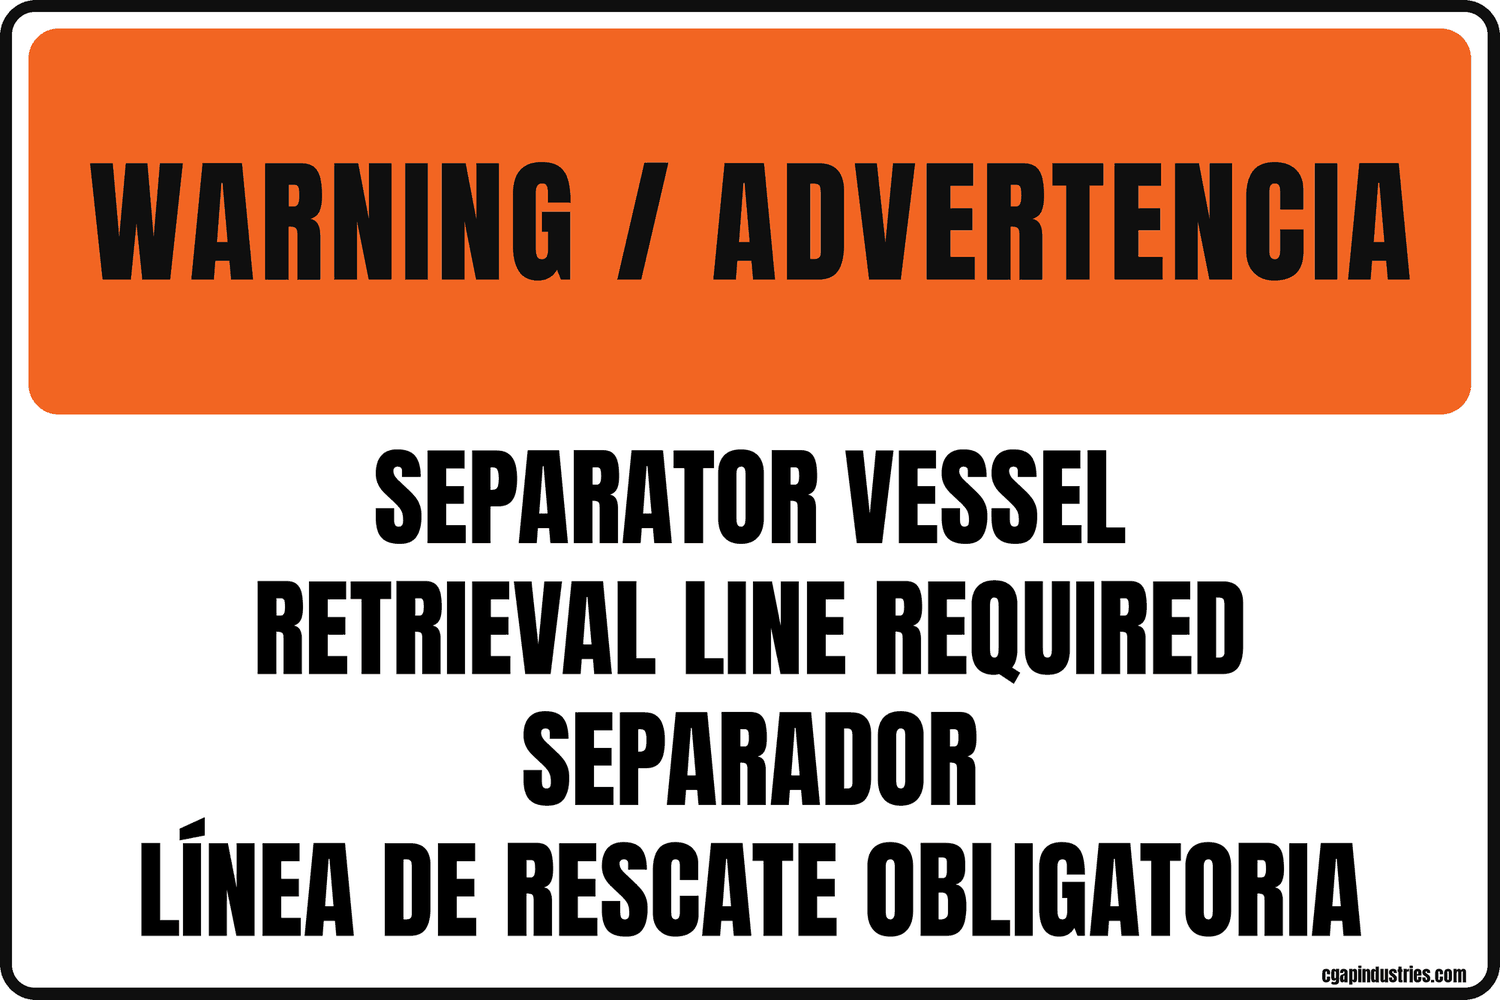 WARNING / ADVERTENCIA
SEPARATOR VESSEL
RETRIEVAL LINE REQUIRED
SEPARADOR
LÍNEA DE RESCATE OBLIGATORIA
cgapindustries.com